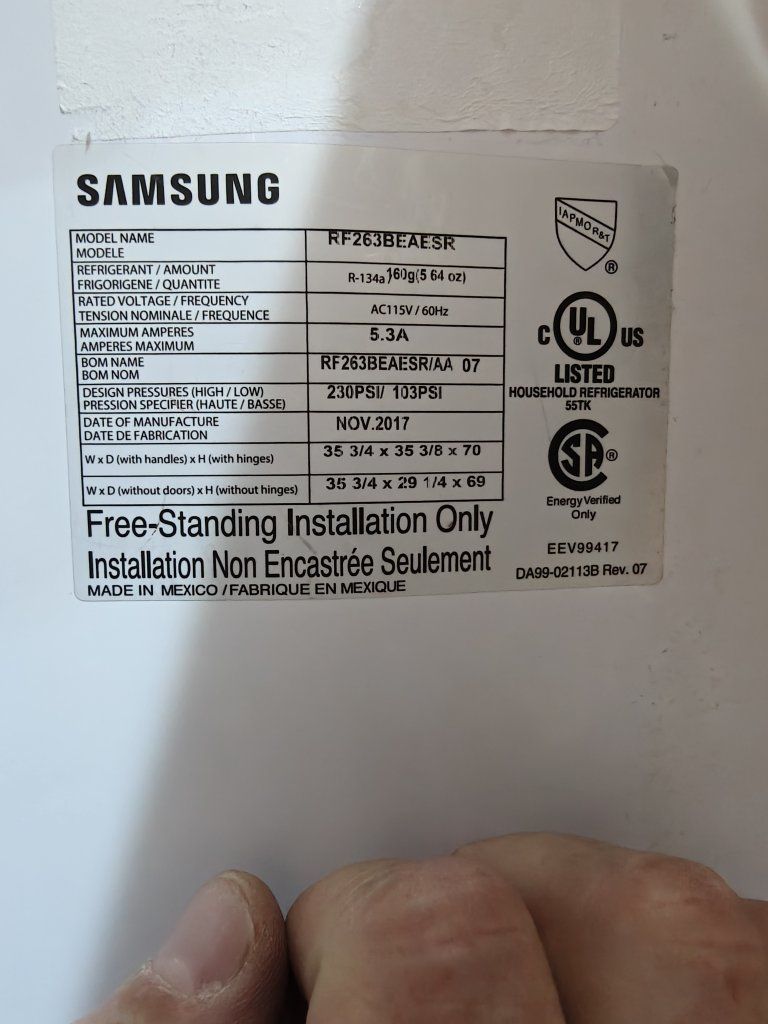 SAMSUNG
MODEL NAME
MODELE
RF263BEAESR
REFRIGERANT / AMOUNT
FRIGORIGENE / QUANTITE
R-134a 160g(5 64 oz)
RATED VOLTAGE / FREQUENCY
TENSION NOMINALE / FREQUENCE
AC115V / 60Hz
MAXIMUM AMPERES
AMPERES MAXIMUM
5.3A
BOM NAME
BOM NOM
RF263BEAESR/AA 07
DESIGN PRESSURES (HIGH / LOW)
PRESSION SPECIFIER (HAUTE / BASSE)
230PSI/ 103PSI
DATE OF MANUFACTURE
DATE DE FABRICATION
NOV.2017
W x D (with handles) x H (with hinges)
35 3/4 x 35 3/8 x 70
W x D (without doors) x H (without hinges)
35 3/4 x 29 1/4 x 69
Free-Standing Installation Only
Installation Non Encastrée Seulement
MADE IN MEXICO / FABRIQUE EN MEXIQUE
IAPMO R&T
®
C UL® US
LISTED
HOUSEHOLD REFRIGERATOR
55TK
SA®
Energy Verified
Only
EEV99417
DA99-02113B Rev. 07